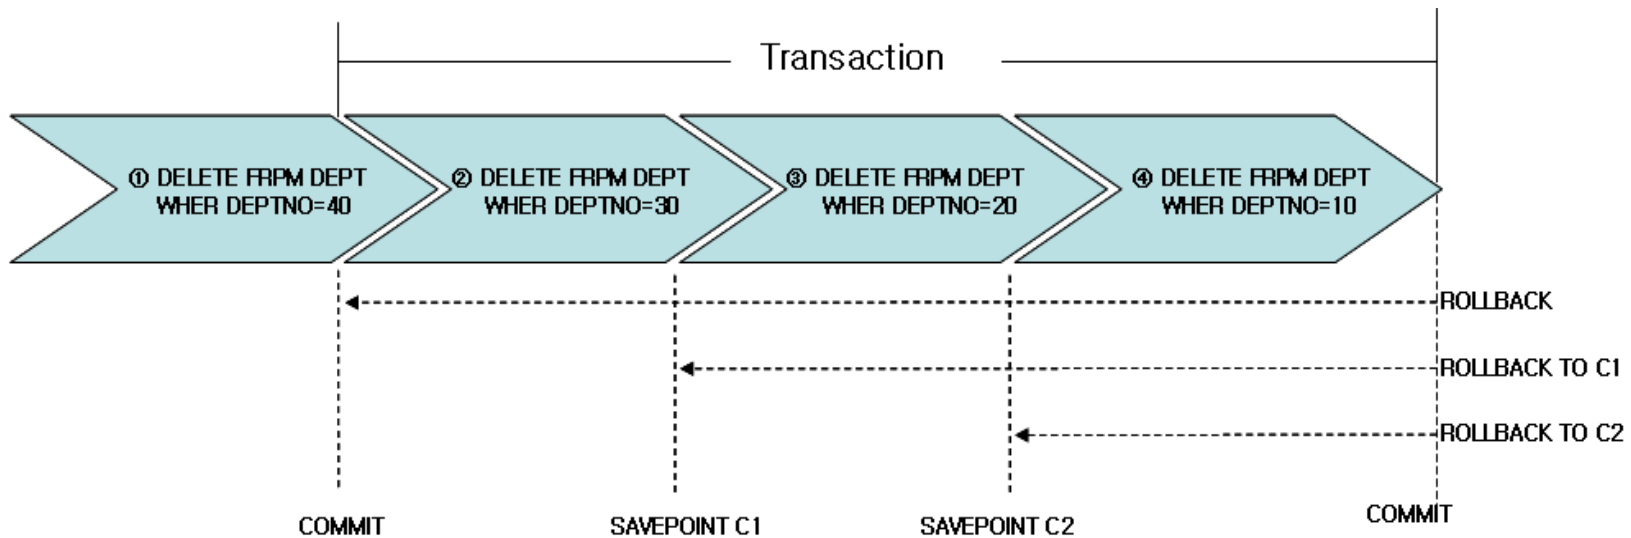 Transaction
① DELETE FRPM DEPT
WHER DEPTNO=40
② DELETE FRPM DEPT
WHER DEPTNO=30
③ DELETE FRPM DEPT
WHER DEPTNO=20
④ DELETE FRPM DEPT
WHER DEPTNO=10
ROLLBACK
ROLLBACK TO C1
ROLLBACK TO C2
COMMIT
SAVEPOINT C1
SAVEPOINT C2
COMMIT